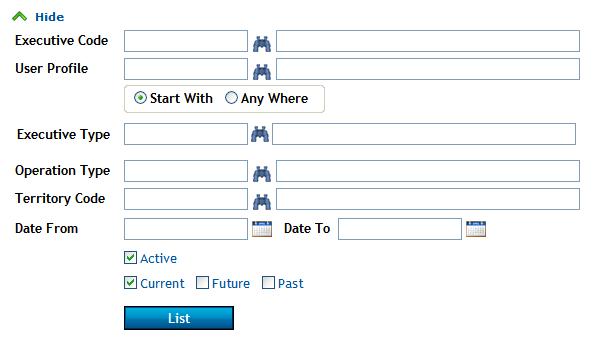 Hide
Executive Code
User Profile
Start With Any Where
Executive Type
Operation Type
Territory Code
Date From Date To
Active
Current Future Past
List